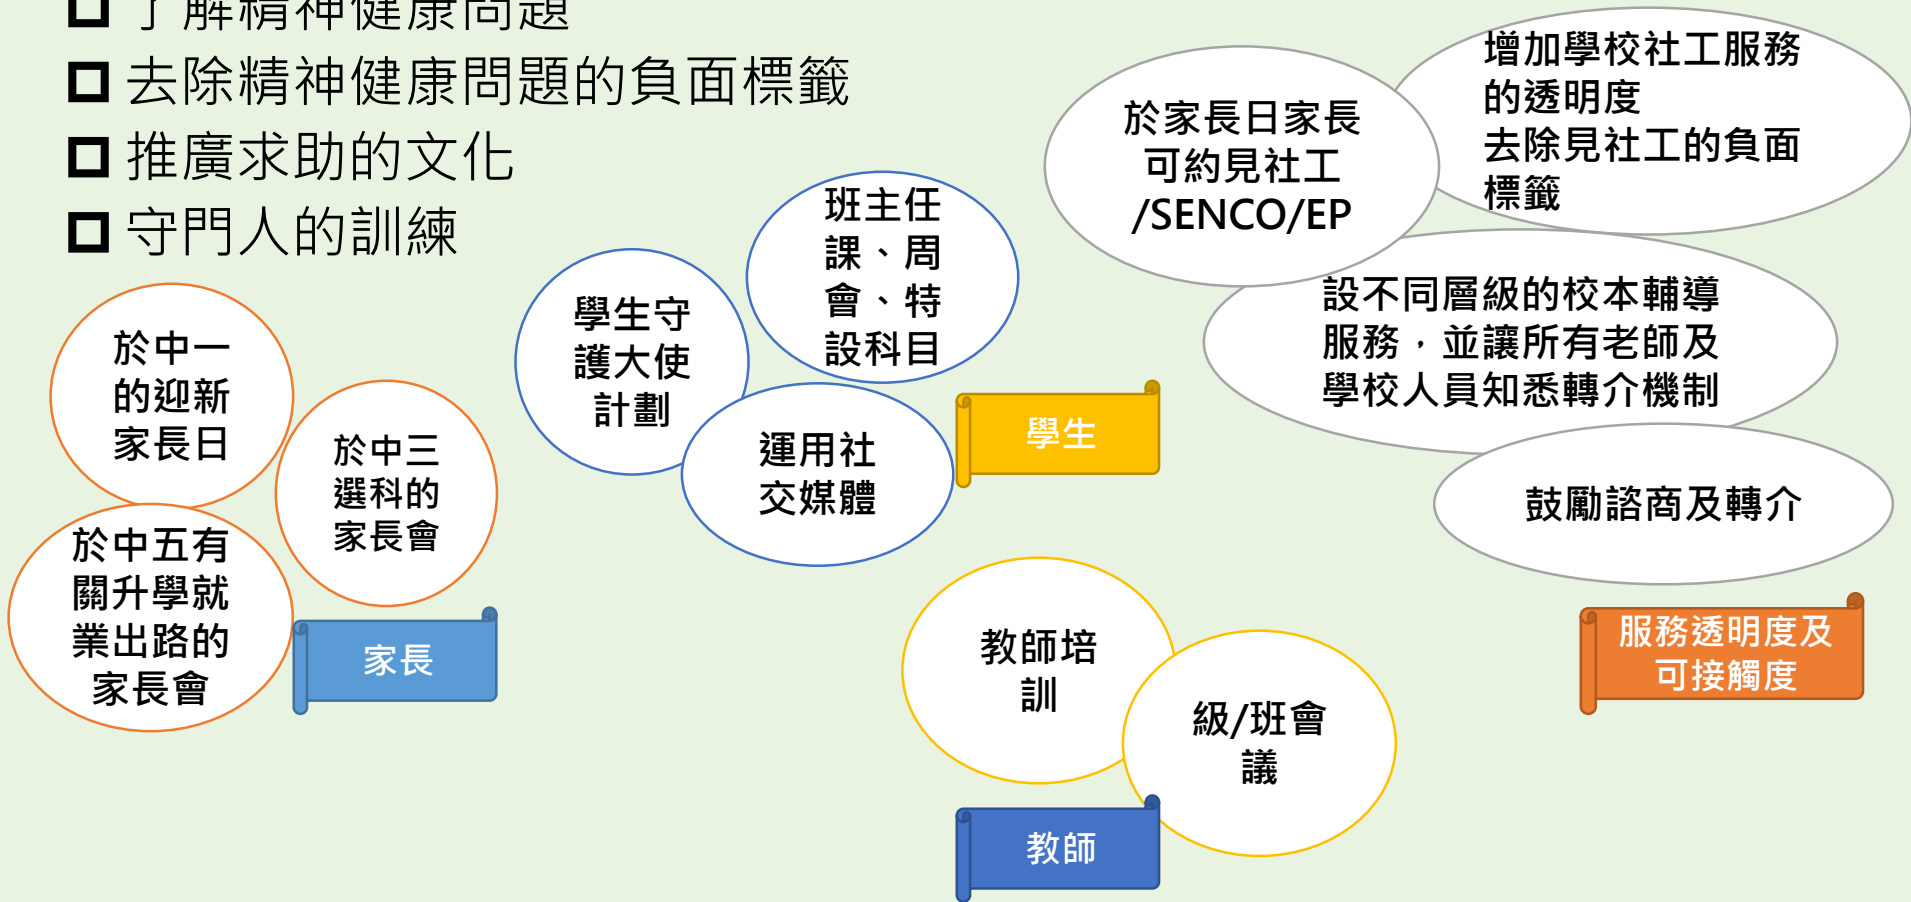 了解精神健康問題
去除精神健康問題的負面標籤
推廣求助的文化
守門人的訓練
於中一
的迎新
家長日
於中三
選科的
家長會
於中五有
關升學就
業出路的
家長會
家長
學生守
護大使
計劃
班主任
課、周
會、特
設科目
運用社
交媒體
學生
教師培
訓
級/班會
議
教師
於家長日家長
可約見社工
/SENCO/EP
增加學校社工服務
的透明度
去除見社工的負面
標籤
設不同層級的校本輔導
服務，並讓所有老師及
學校人員知悉轉介機制
鼓勵諮商及轉介
服務透明度及
可接觸度